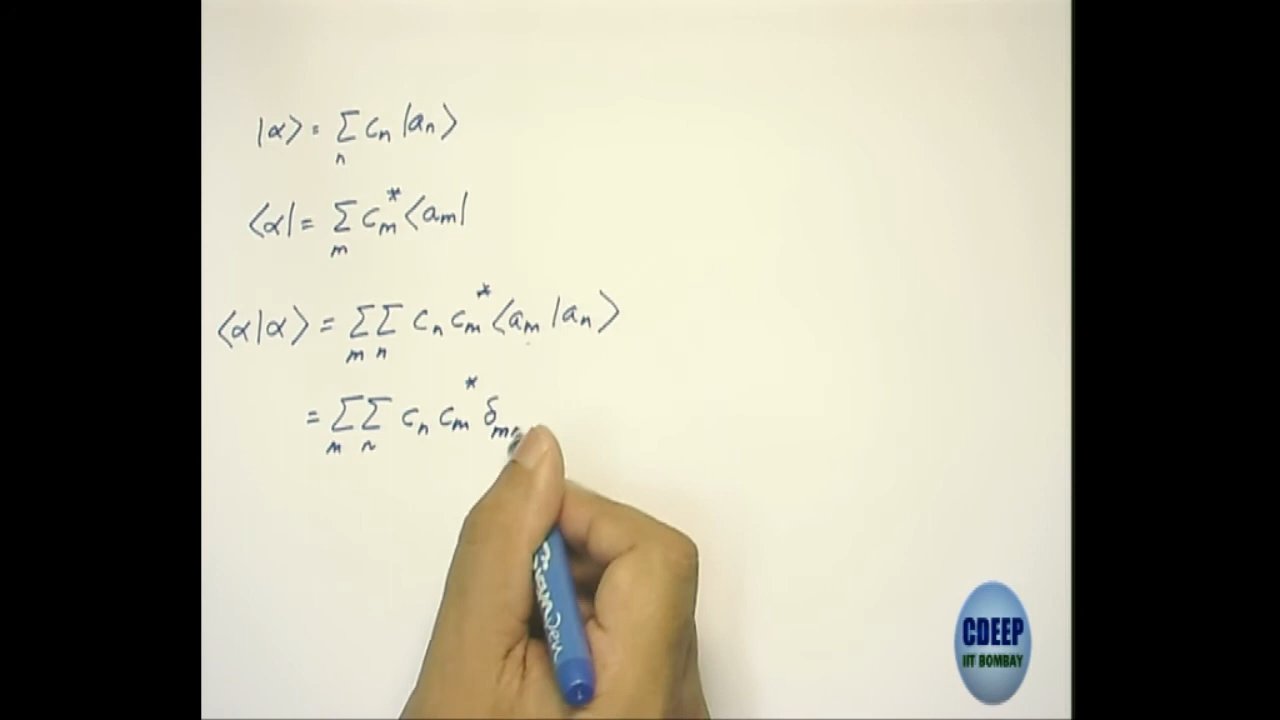 |α⟩ = Σ_n c_n |a_n⟩
⟨α| = Σ_m c_m^* ⟨a_m|
⟨α|α⟩ = Σ_m Σ_n c_n c_m^* ⟨a_m|a_n⟩
= Σ_m Σ_n c_n c_m^* δ_mn
CDEEP
IIT BOMBAY